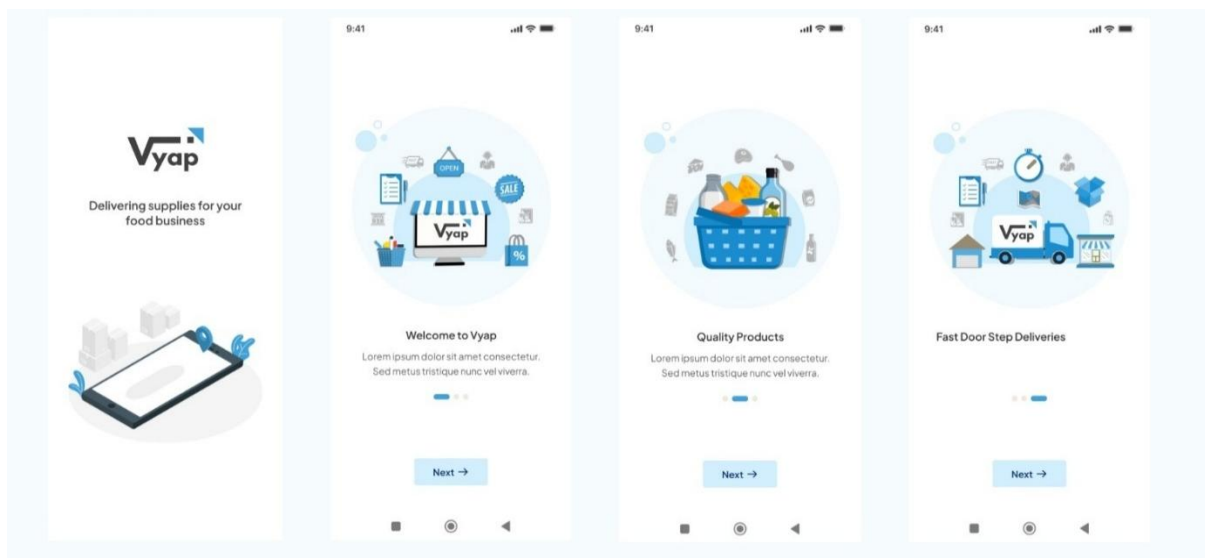 Vyap
Delivering supplies for your
food business
9:41
OPEN
SALE
Vyap
%
Welcome to Vyap
Lorem ipsum dolor sit amet consectetur.
Sed metus tristique nunc vel viverra.
Next →
9:41
Quality Products
Lorem ipsum dolor sit amet consectetur.
Sed metus tristique nunc vel viverra.
Next →
9:41
Vyap
Fast Door Step Deliveries
Next →